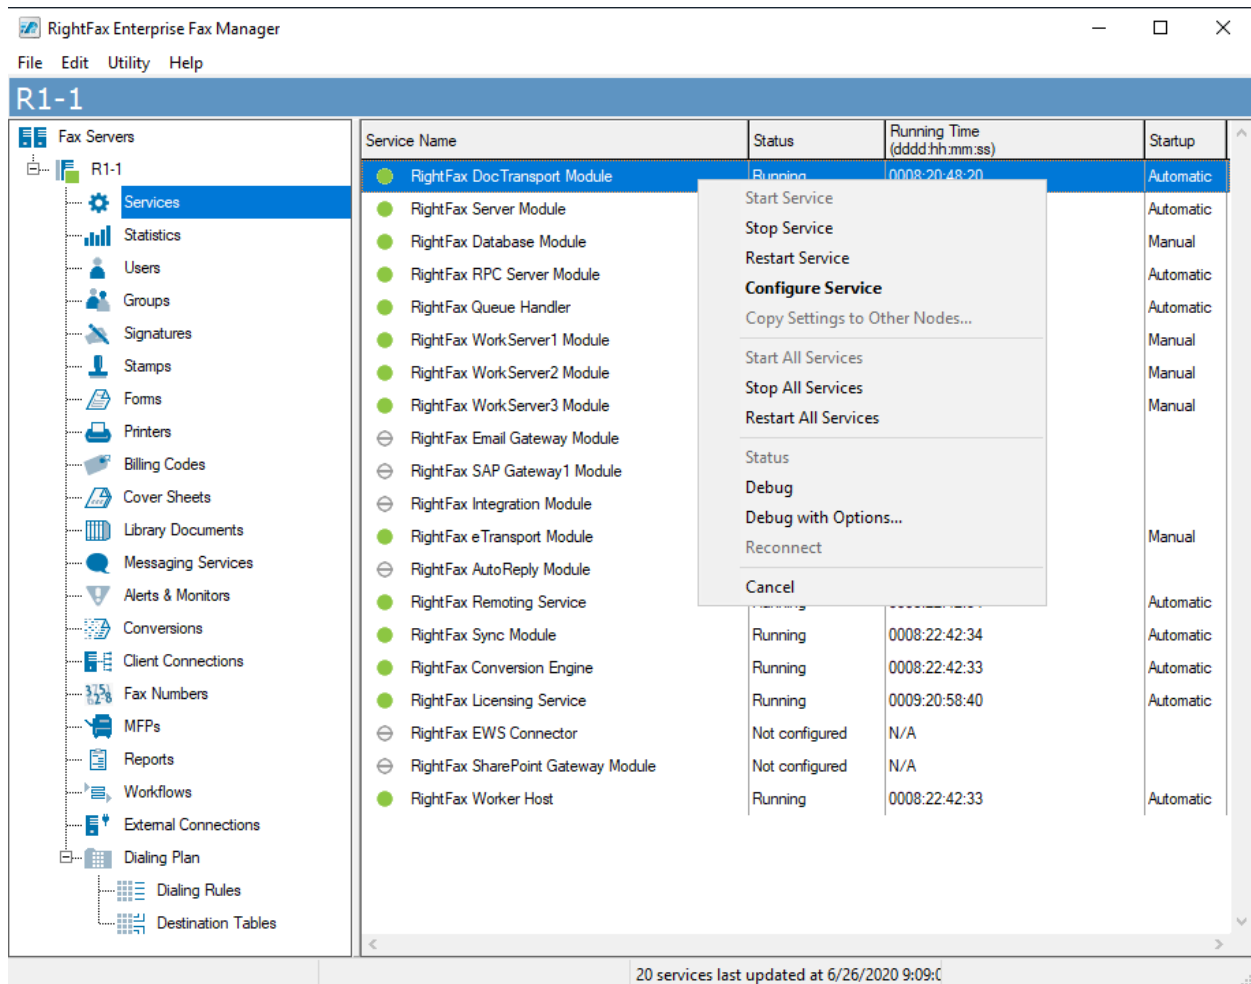 RightFax Enterprise Fax Manager
File Edit Utility Help
R1-1
Fax Servers
R1-1
Services
Statistics
Users
Groups
Signatures
Stamps
Forms
Printers
Billing Codes
Cover Sheets
Library Documents
Messaging Services
Alerts & Monitors
Conversions
Client Connections
Fax Numbers
MFPs
Reports
Workflows
External Connections
Dialing Plan
Dialing Rules
Destination Tables
Service Name Status Running Time (dddd:hh:mm:ss) Startup
RightFax DocTransport Module Running 0008:20:48:20 Automatic
RightFax Server Module Automatic
RightFax Database Module Manual
RightFax RPC Server Module Automatic
RightFax Queue Handler Automatic
RightFax WorkServer1 Module Manual
RightFax WorkServer2 Module Manual
RightFax WorkServer3 Module Manual
RightFax Email Gateway Module
RightFax SAP Gateway1 Module
RightFax Integration Module
RightFax eTransport Module Manual
RightFax AutoReply Module
RightFax Remoting Service Automatic
RightFax Sync Module Running 0008:22:42:34 Automatic
RightFax Conversion Engine Running 0008:22:42:33 Automatic
RightFax Licensing Service Running 0009:20:58:40 Automatic
RightFax EWS Connector Not configured N/A
RightFax SharePoint Gateway Module Not configured N/A
RightFax Worker Host Running 0008:22:42:33 Automatic
Start Service
Stop Service
Restart Service
Configure Service
Copy Settings to Other Nodes...
Start All Services
Stop All Services
Restart All Services
Status
Debug
Debug with Options...
Reconnect
Cancel
20 services last updated at 6/26/2020 9:09: